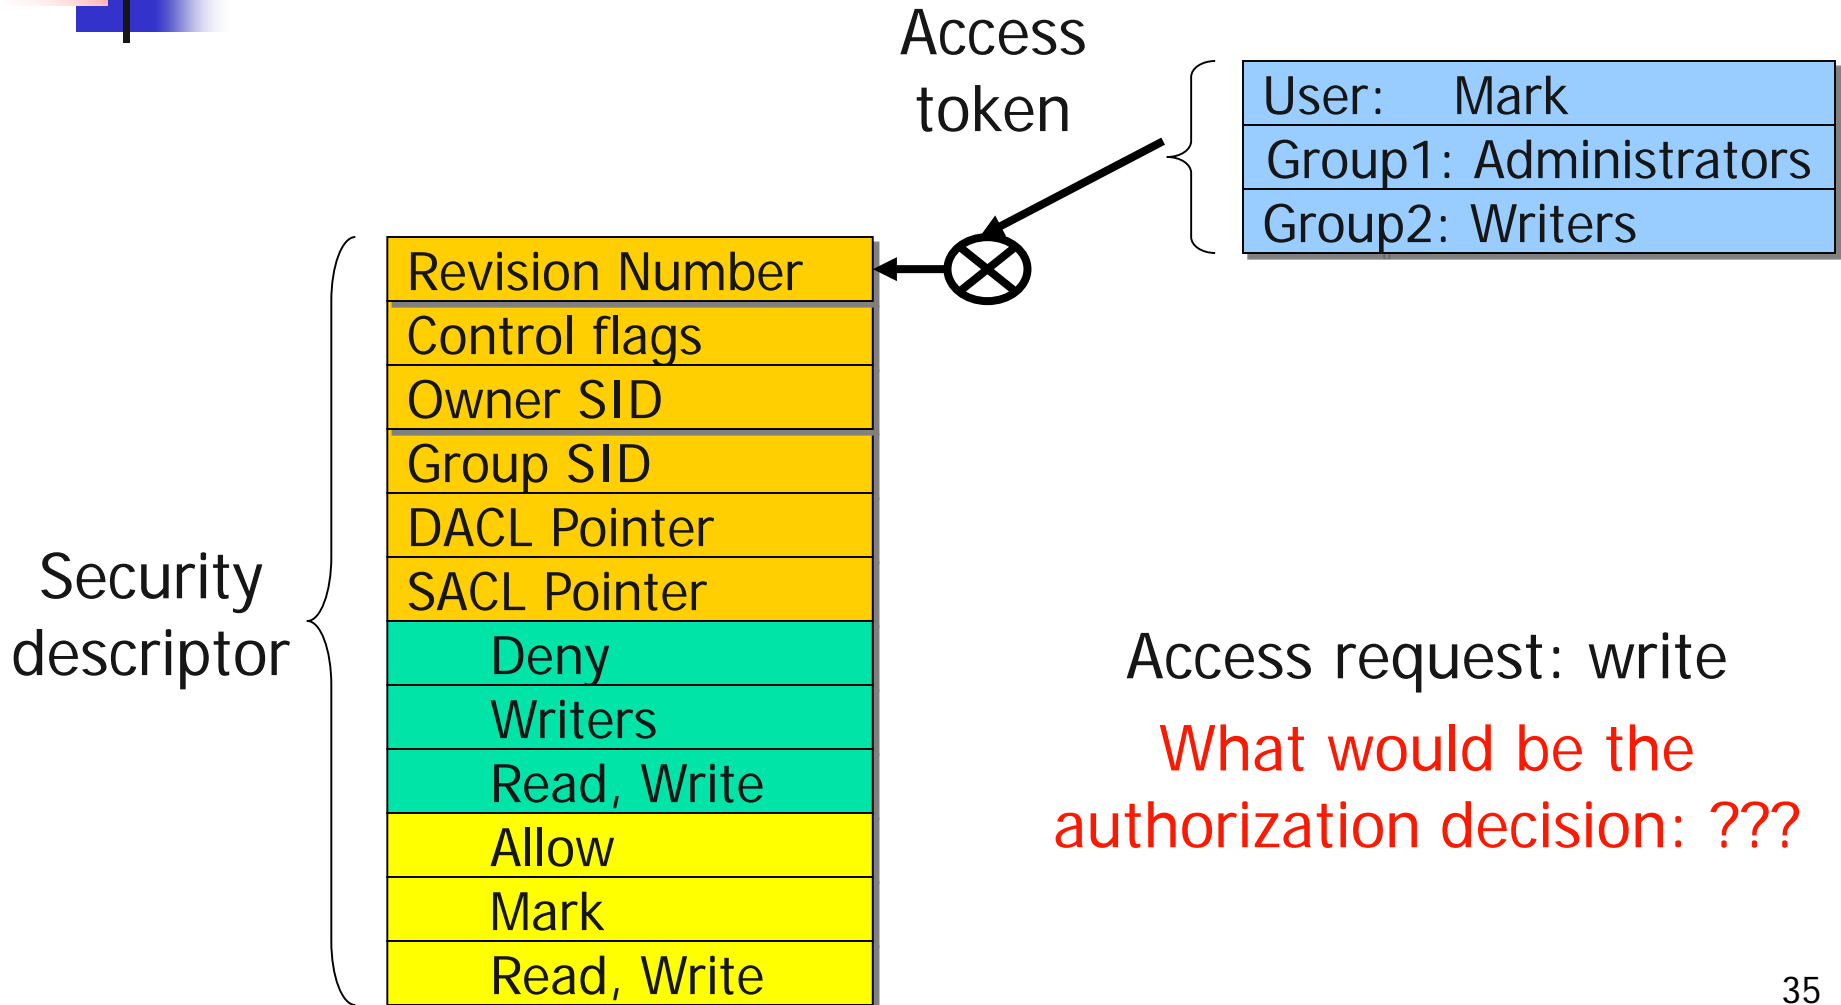 Access
token
User: Mark
Group1: Administrators
Group2: Writers
Security
descriptor
Revision Number
Control flags
Owner SID
Group SID
DACL Pointer
SACL Pointer
Deny
Writers
Read, Write
Allow
Mark
Read, Write
Access request: write
What would be the
authorization decision: ???
35